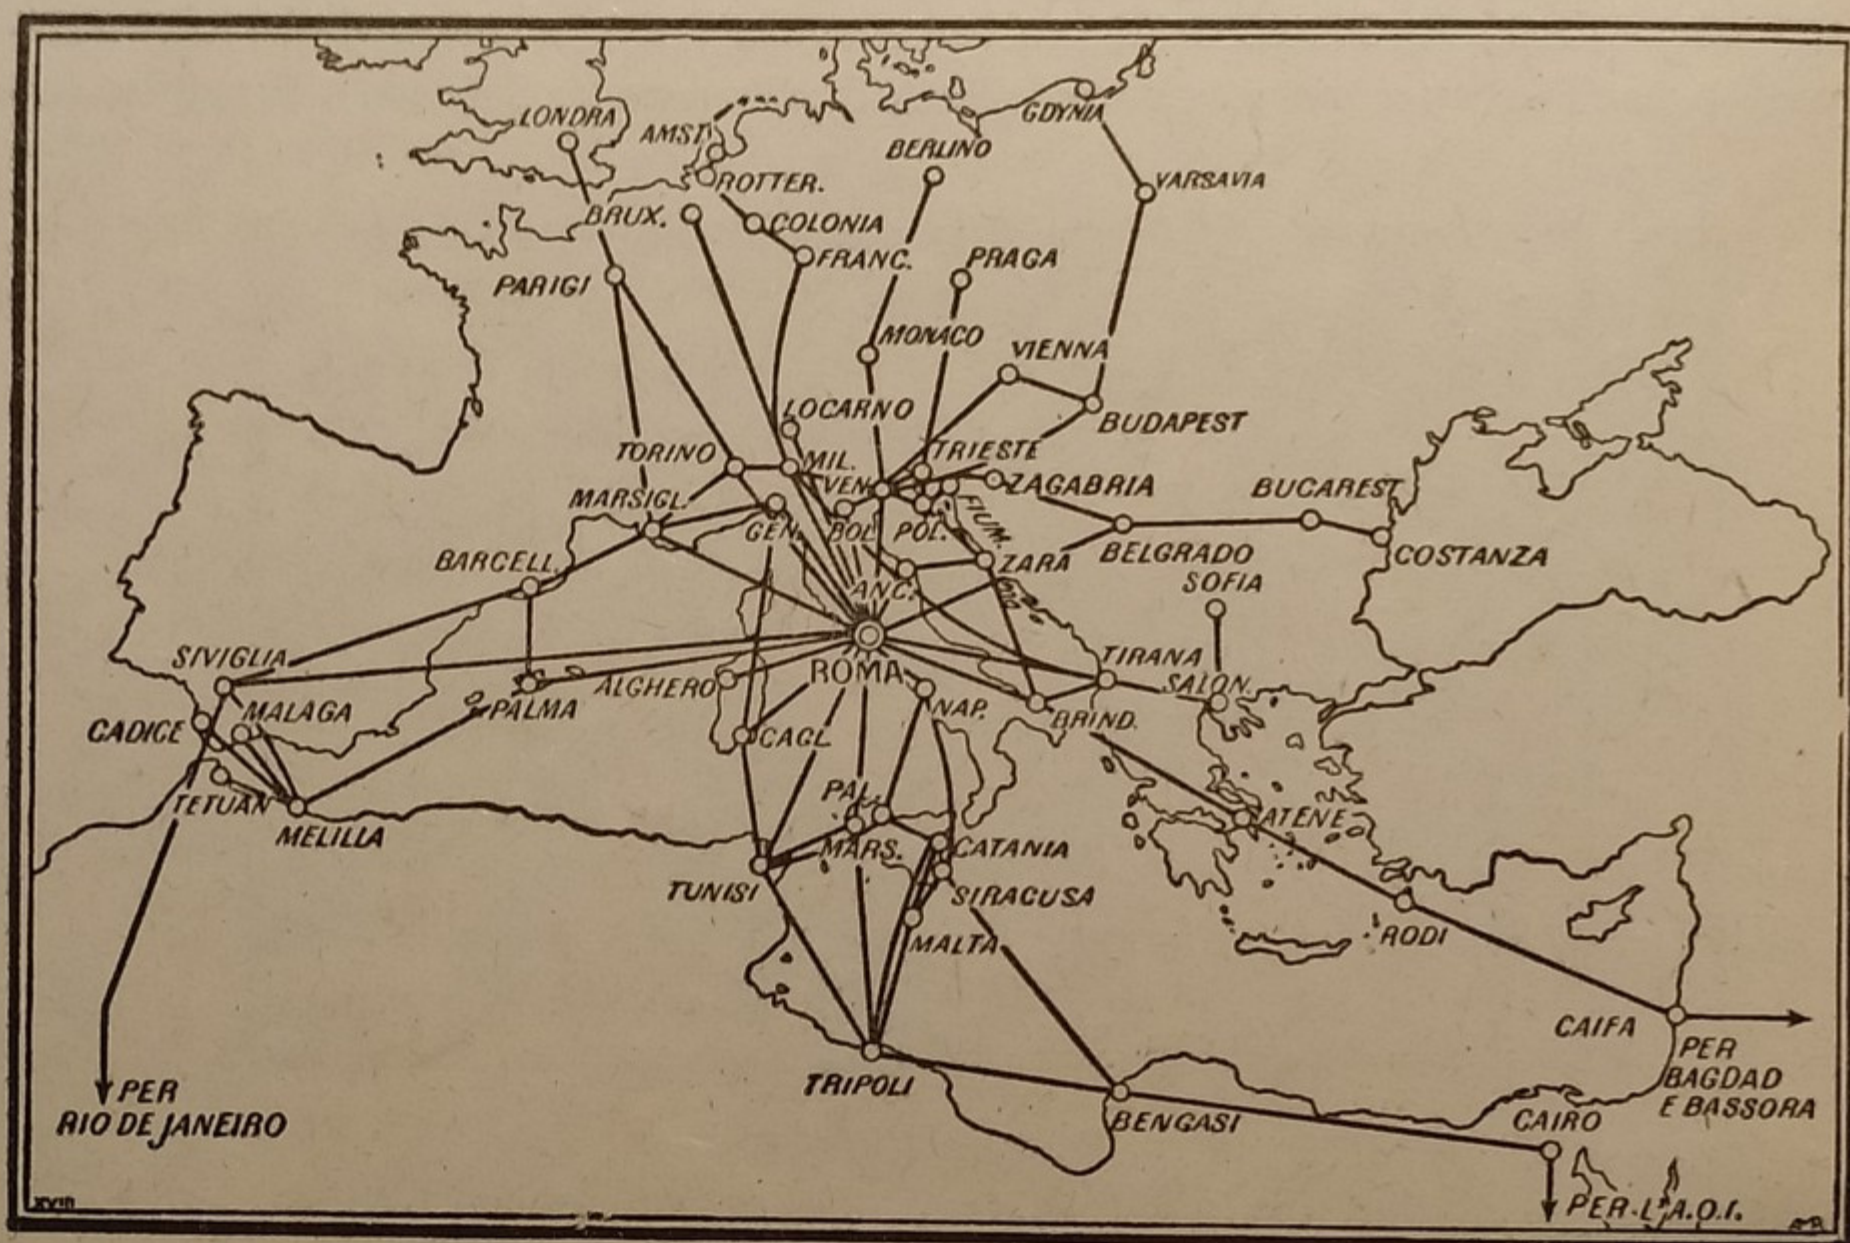 LONDRA
AMST.
GDYNIA
BERLINO
ROTTER.
VARSAVIA
BRUX.
COLONIA
FRANC.
PRAGA
PARIGI
MONACO
VIENNA
LOCARNO
BUDAPEST
TORINO
MIL.
TRIESTE
VEN.
ZAGABRIA
BUCAREST
MARSIGL.
GEN.
BOL.
POL.
FIUM.
BARCELL.
ANC.
ZARA
BELGRADO
COSTANZA
SOFIA
SIVIGLIA
ROMA
TIRANA
ALGHERO
SALON.
MALAGA
PALMA
NAP.
BRIND.
CADICE
CAGL.
TETUAN
PAL.
ATENE
MELILLA
MARS.
CATANIA
TUNISI
SIRACUSA
MALTA
RODI
CAIFA
PER
BAGDAD
E BASSORA
TRIPOLI
PER
RIO DE JANEIRO
BENGASI
CAIRO
PER L'A.O.I.
XVIII